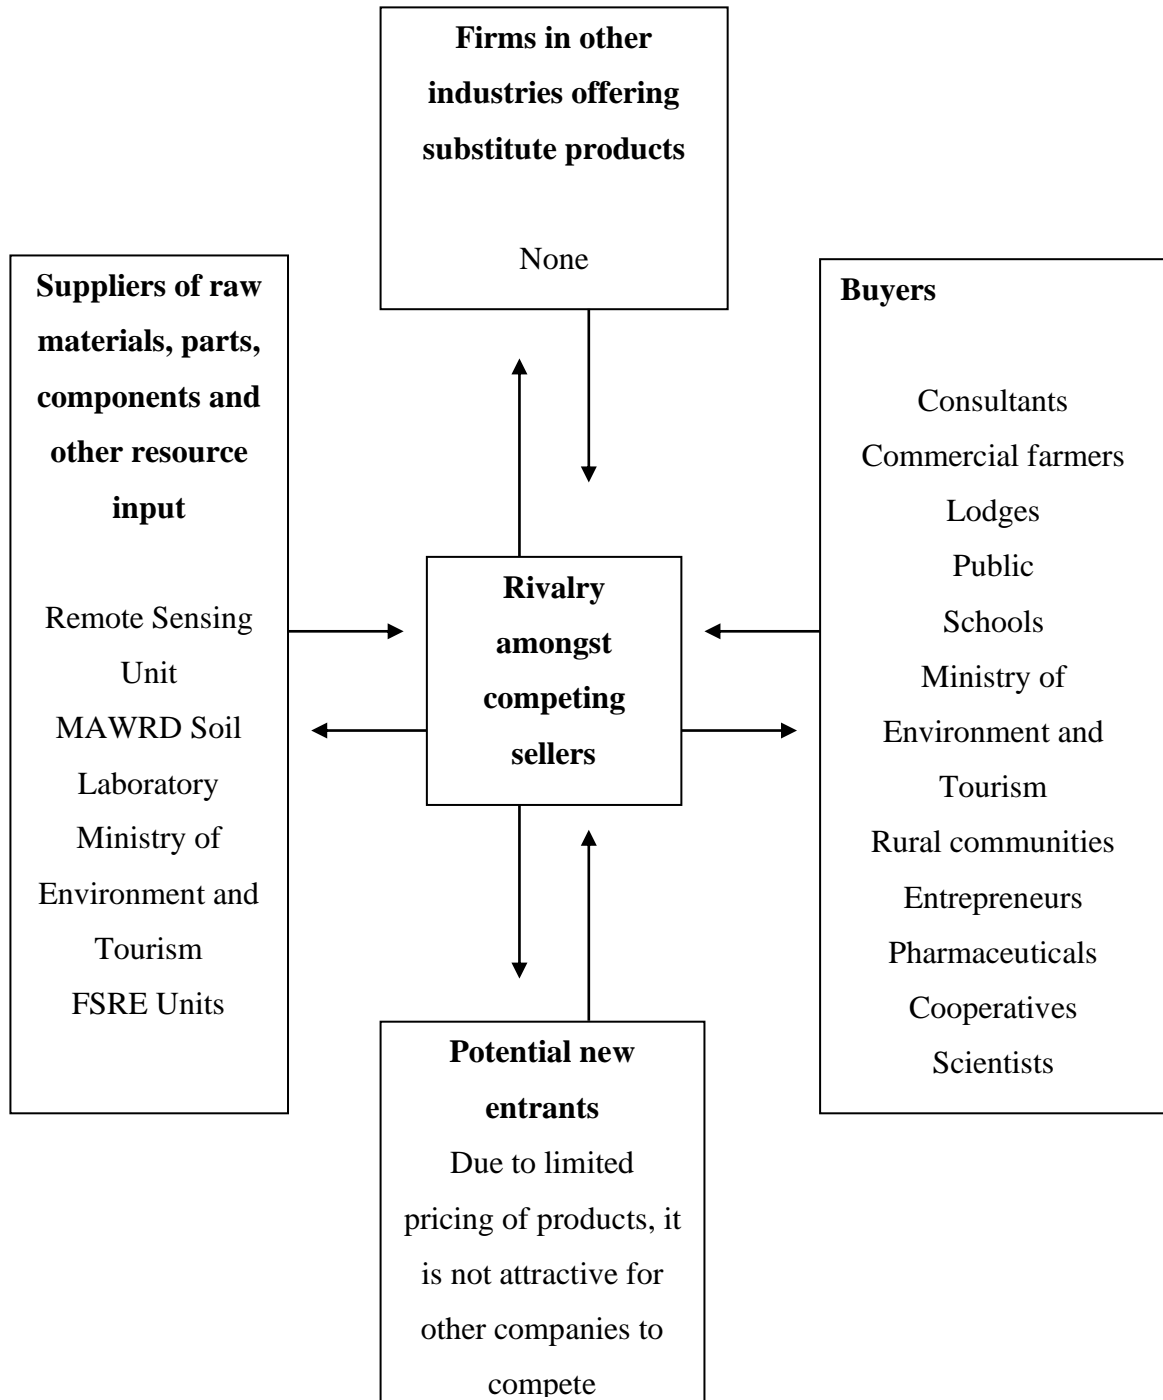 Firms in other
industries offering
substitute products
None
Suppliers of raw
materials, parts,
components and
other resource
input
Remote Sensing
Unit
MAWRD Soil
Laboratory
Ministry of
Environment and
Tourism
FSRE Units
Rivalry
amongst
competing
sellers
Buyers
Consultants
Commercial farmers
Lodges
Public
Schools
Ministry of
Environment and
Tourism
Rural communities
Entrepreneurs
Pharmaceuticals
Cooperatives
Scientists
Potential new
entrants
Due to limited
pricing of products, it
is not attractive for
other companies to
compete